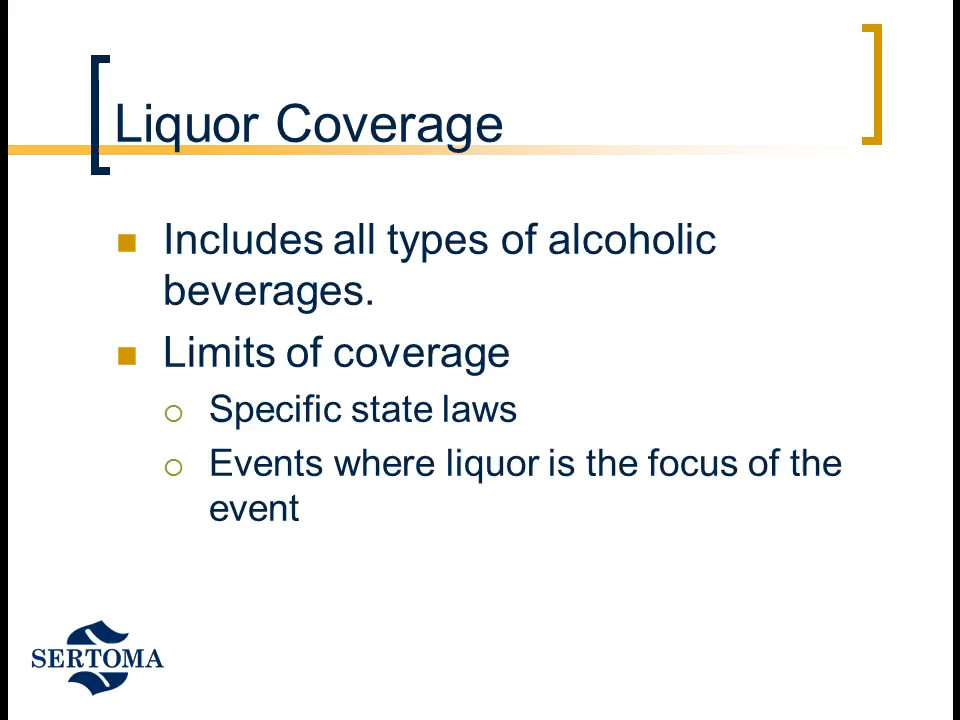 Liquor Coverage
Includes all types of alcoholic
beverages.
Limits of coverage
Specific state laws
Events where liquor is the focus of the
event
SERTOMA